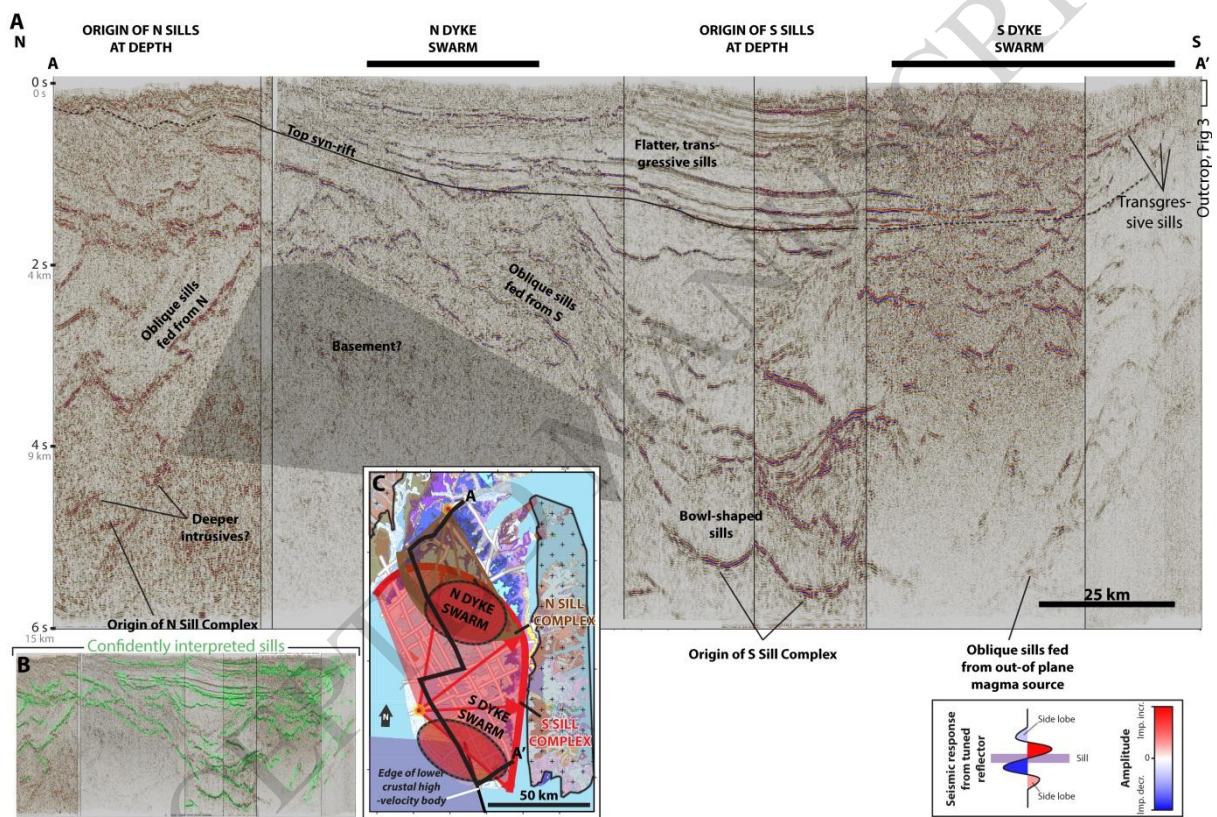 A
N
ORIGIN OF N SILLS
AT DEPTH
N DYKE
SWARM
ORIGIN OF S SILLS
AT DEPTH
S DYKE
SWARM
S
A
A'
0 s
0s
Top syn-rift
Flatter, trans-
gressive sills
Transgres-
sive sills
Outcrop, Fig 3
2 s
4 km
Oblique sills
fed from N
Oblique sills
fed from S
Basement?
4 s
9 km
Deeper
intrusives?
Bowl-shaped
sills
25 km
6 s
15 km
Origin of N Sill Complex
Origin of S Sill Complex
Oblique sills fed
from out-of plane
magma source
B
Confidently interpreted sills
C
A
N DYKE
SWARM
N SILL
COMPLEX
S DYKE
SWARM
S SILL
COMPLEX
N
A'
Edge of lower
crustal high
-velocity body
50 km
Seismic response
from tuned
reflector
Side lobe
Sill
Side lobe
Amplitude
Imp. incr.
0
Imp. decr.
MANUSCRIPT